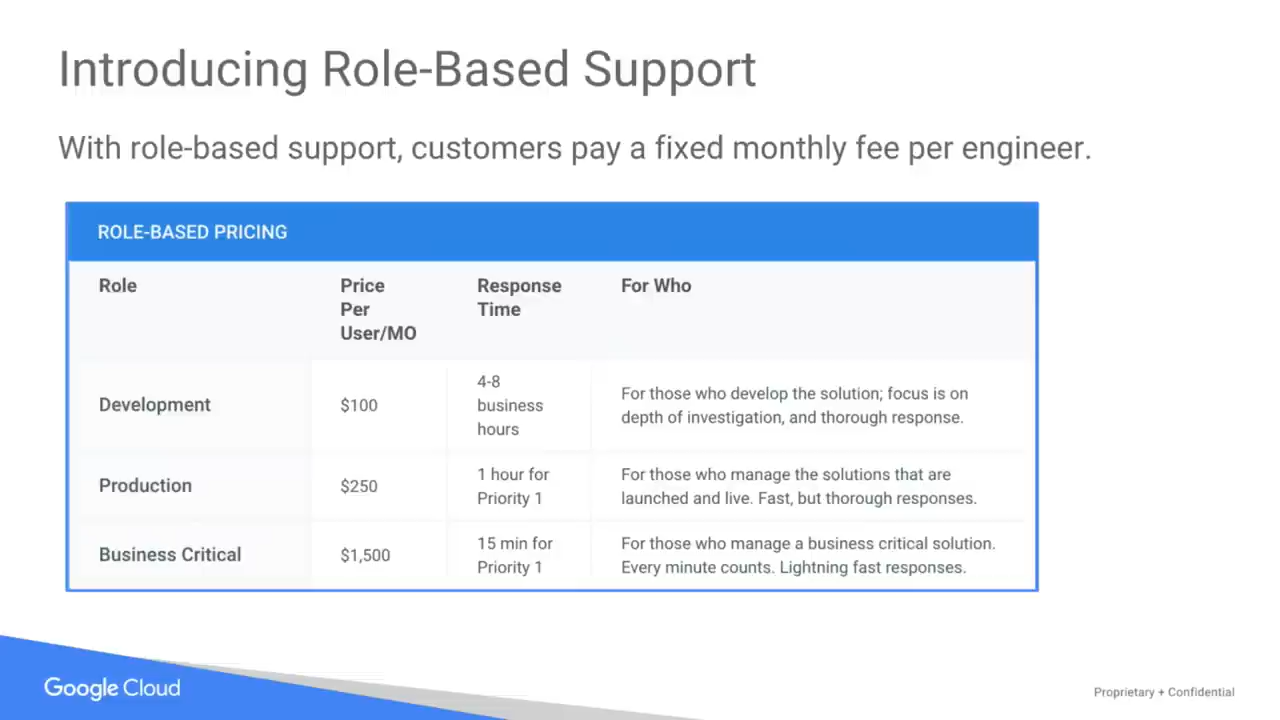 Introducing Role-Based Support
With role-based support, customers pay a fixed monthly fee per engineer.
ROLE-BASED PRICING
Role
Price
Per
User/MO
Response
Time
For Who
Development
$100
4-8
business
hours
For those who develop the solution; focus is on
depth of investigation, and thorough response.
Production
$250
1 hour for
Priority 1
For those who manage the solutions that are
launched and live. Fast, but thorough responses.
Business Critical
$1,500
15 min for
Priority 1
For those who manage a business critical solution.
Every minute counts. Lightning fast responses.
Google Cloud
Proprietary + Confidential